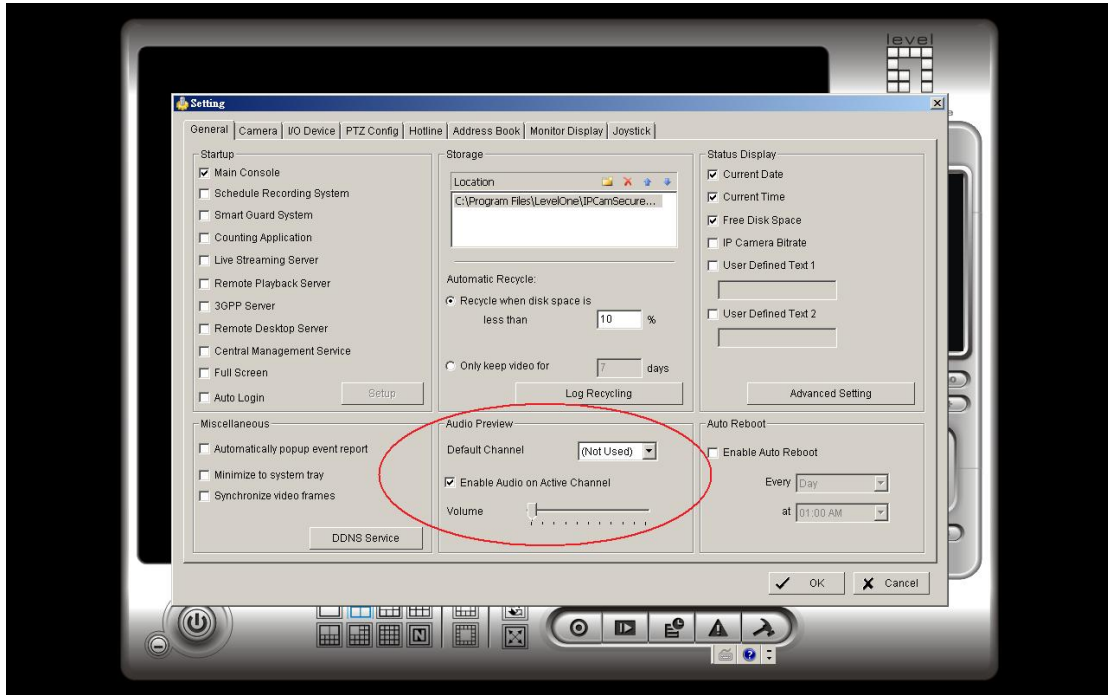 level
Setting
General Camera I/O Device PTZ Config Hotline Address Book Monitor Display Joystick
Startup
Main Console
Schedule Recording System
Smart Guard System
Counting Application
Live Streaming Server
Remote Playback Server
3GPP Server
Remote Desktop Server
Central Management Service
Full Screen
Auto Login
Setup
Storage
Location
C:\Program Files\LevelOne\IPCamSecure...
Automatic Recycle:
Recycle when disk space is
less than 10 %
Only keep video for 7 days
Log Recycling
Status Display
Current Date
Current Time
Free Disk Space
IP Camera Bitrate
User Defined Text 1
User Defined Text 2
Advanced Setting
Miscellaneous
Automatically popup event report
Minimize to system tray
Synchronize video frames
DDNS Service
Audio Preview
Default Channel (Not Used)
Enable Audio on Active Channel
Volume
Auto Reboot
Enable Auto Reboot
Every Day
at 01:00 AM
OK Cancel
N